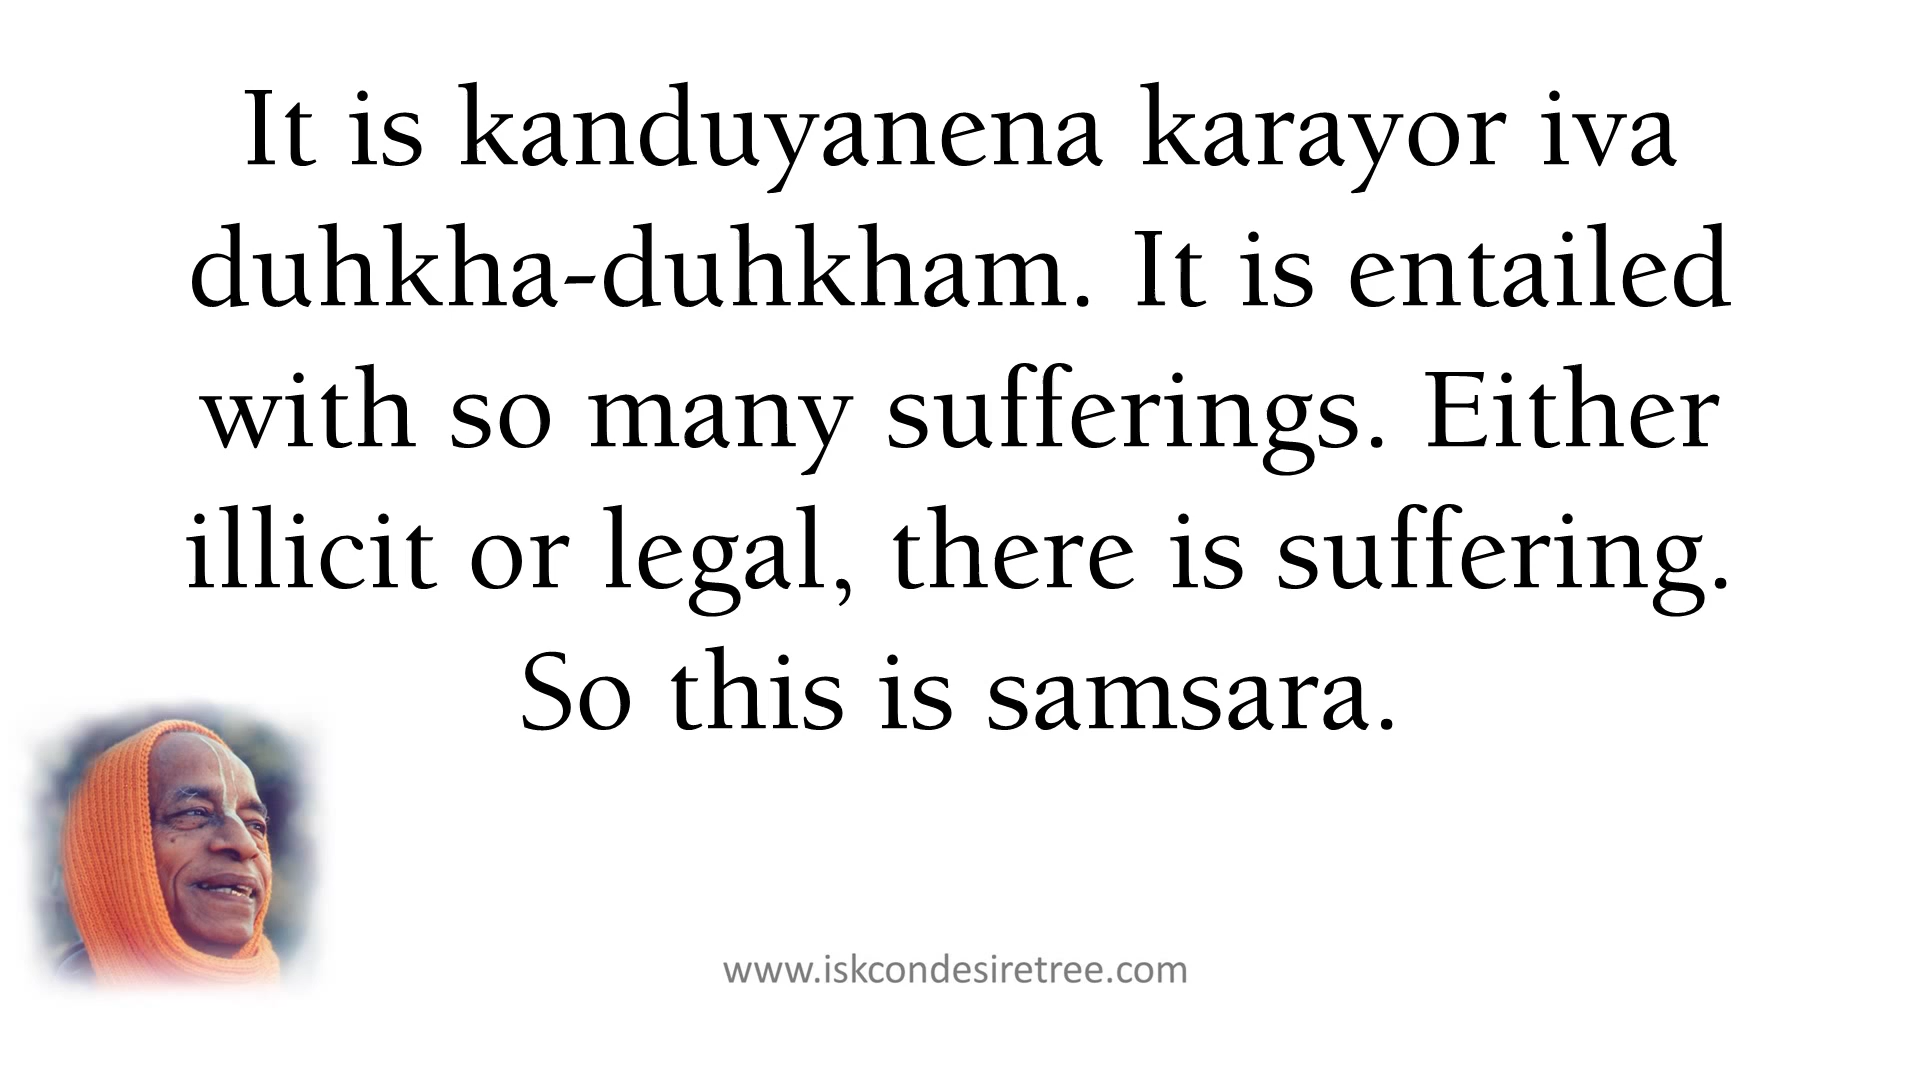 It is kanduyanena karayor iva
duhkha-duhkham. It is entailed
with so many sufferings. Either
illicit or legal, there is suffering.
So this is samsara.
www.iskcondesiretree.com